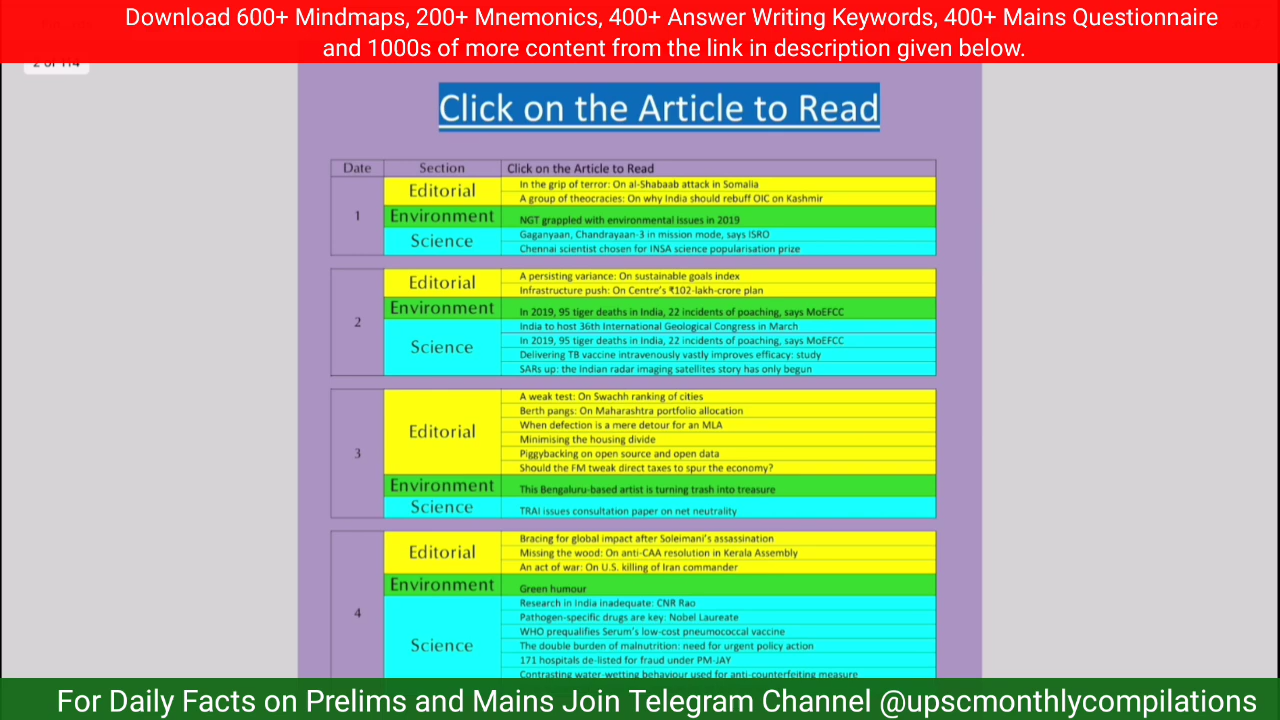 Download 600+ Mindmaps, 200+ Mnemonics, 400+ Answer Writing Keywords, 400+ Mains Questionnaire
and 1000s of more content from the link in description given below.
2 of 114
Click on the Article to Read
Date Section Click on the Article to Read
1
Editorial
In the grip of terror: On al-Shabaab attack in Somalia
A group of theocracies: On why India should rebuff OIC on Kashmir
Environment
NGT grappled with environmental issues in 2019
Science
Gaganyaan, Chandrayaan-3 in mission mode, says ISRO
Chennai scientist chosen for INSA science popularisation prize
2
Editorial
A persisting variance: On sustainable goals index
Infrastructure push: On Centre's ₹102-lakh-crore plan
Environment
In 2019, 95 tiger deaths in India, 22 incidents of poaching, says MoEFCC
Science
India to host 36th International Geological Congress in March
In 2019, 95 tiger deaths in India, 22 incidents of poaching, says MoEFCC
Delivering TB vaccine intravenously vastly improves efficacy: study
SARs up: the Indian radar imaging satellites story has only begun
3
Editorial
A weak test: On Swachh ranking of cities
Berth pangs: On Maharashtra portfolio allocation
When defection is a mere detour for an MLA
Minimising the housing divide
Piggybacking on open source and open data
Should the FM tweak direct taxes to spur the economy?
Environment
This Bengaluru-based artist is turning trash into treasure
Science
TRAI issues consultation paper on net neutrality
4
Editorial
Bracing for global impact after Soleimani's assassination
Missing the wood: On anti-CAA resolution in Kerala Assembly
An act of war: On U.S. killing of Iran commander
Environment
Green humour
Science
Research in India inadequate: CNR Rao
Pathogen-specific drugs are key: Nobel Laureate
WHO prequalifies Serum's low-cost pneumococcal vaccine
The double burden of malnutrition: need for urgent policy action
171 hospitals de-listed for fraud under PM-JAY
Contrasting water-wetting behaviour used for anti-counterfeiting measure
For Daily Facts on Prelims and Mains Join Telegram Channel @upscmonthlycompilations